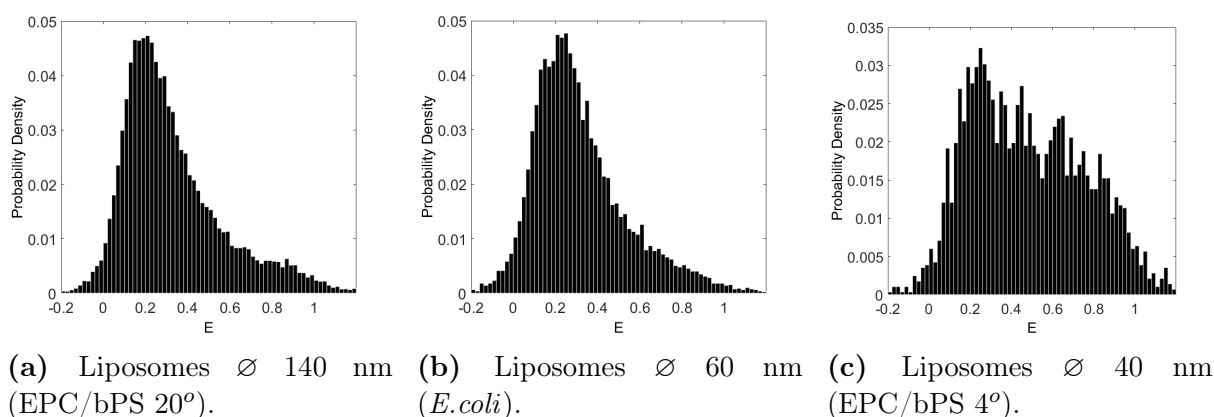 0.05
0.04
0.03
0.02
0.01
0
Probability Density
-0.2 0 0.2 0.4 0.6 0.8 1
E
(a) Liposomes ∅ 140 nm
(EPC/bPS 20°).
0.05
0.04
0.03
0.02
0.01
0
Probability Density
-0.2 0 0.2 0.4 0.6 0.8 1
E
(b) Liposomes ∅ 60 nm
(E.coli).
0.035
0.03
0.025
0.02
0.015
0.01
0.005
0
Probability Density
-0.2 0 0.2 0.4 0.6 0.8 1
E
(c) Liposomes ∅ 40 nm
(EPC/bPS 4°).